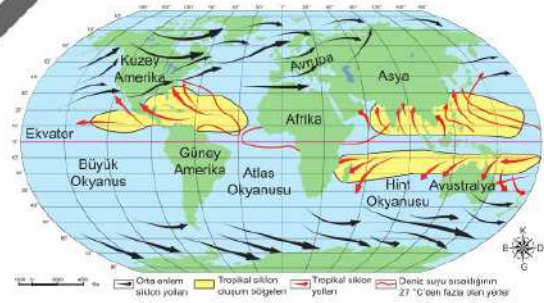 Kuzey
Amerika
Avrupa
Asya
Afrika
Ekvator
Büyük
Okyanus
Güney
Amerika
Atlas
Okyanusu
Hint
Okyanusu
Avustralya
K
B
D
G
Orta enlem
siklon yolları
Tropikal siklon
oluşum bölgeleri
Tropikal siklon
yolları
Deniz suyu sıcaklığının
27 °C'den fazla olan yerler